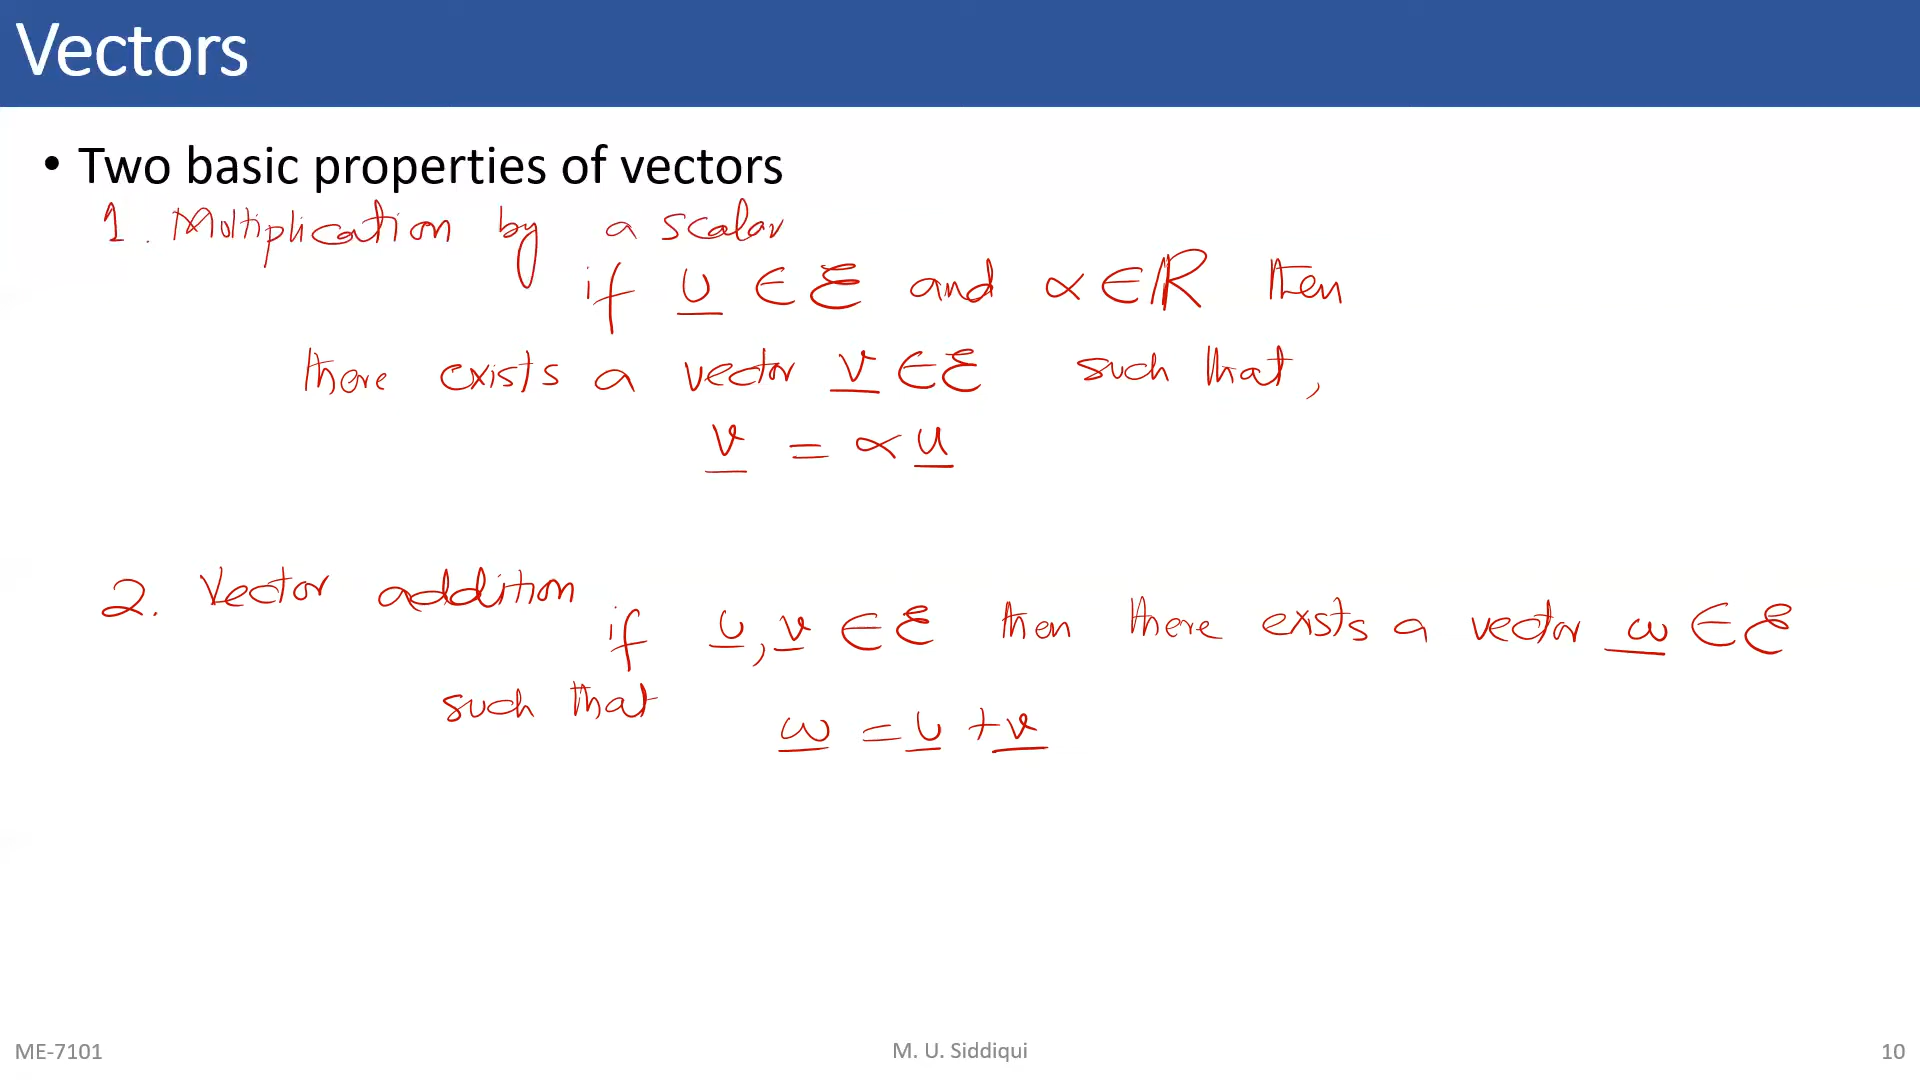 Vectors
• Two basic properties of vectors
1. Multiplication by a scalar
if u ∈ ℰ and α ∈ ℝ then
there exists a vector v ∈ ℰ such that,
v = α u
2. Vector addition
if u, v ∈ ℰ then there exists a vector w ∈ ℰ
such that
w = u + v
ME-7101 M. U. Siddiqui 10